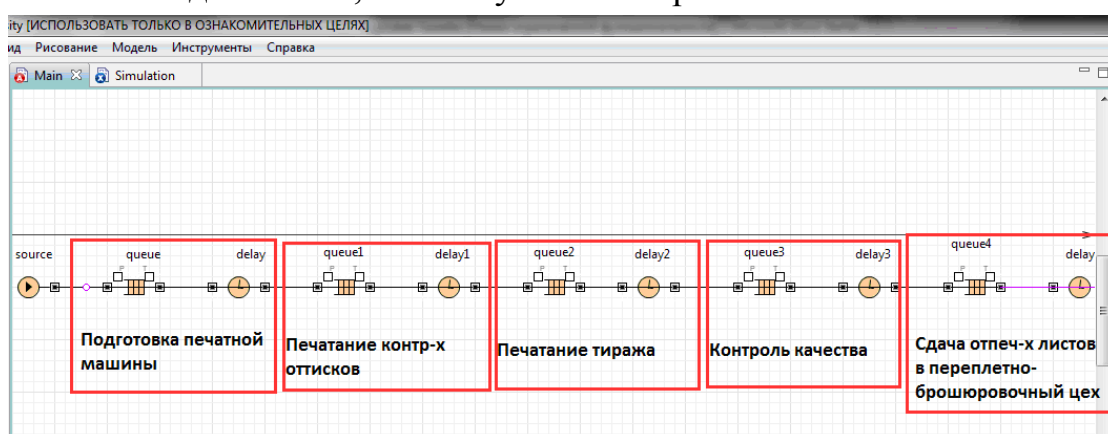 ity [ИСПОЛЬЗОВАТЬ ТОЛЬКО В ОЗНАКОМИТЕЛЬНЫХ ЦЕЛЯХ]
ид Рисование Модель Инструменты Справка
Main Simulation
source queue delay queue1 delay1 queue2 delay2 queue3 delay3 queue4 delay
Подготовка печатной
машины
Печатание контр-х
оттисков
Печатание тиража
Контроль качества
Сдача отпеч-х листов
в переплетно-
брошюровочный цех